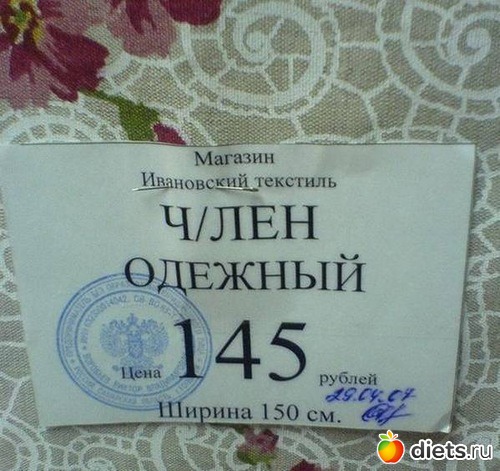 Магазин
Ивановский текстиль
Ч/ЛЕН
ОДЕЖНЫЙ
Цена 145 рублей
29.04.07
Ширина 150 см.
diets.ru